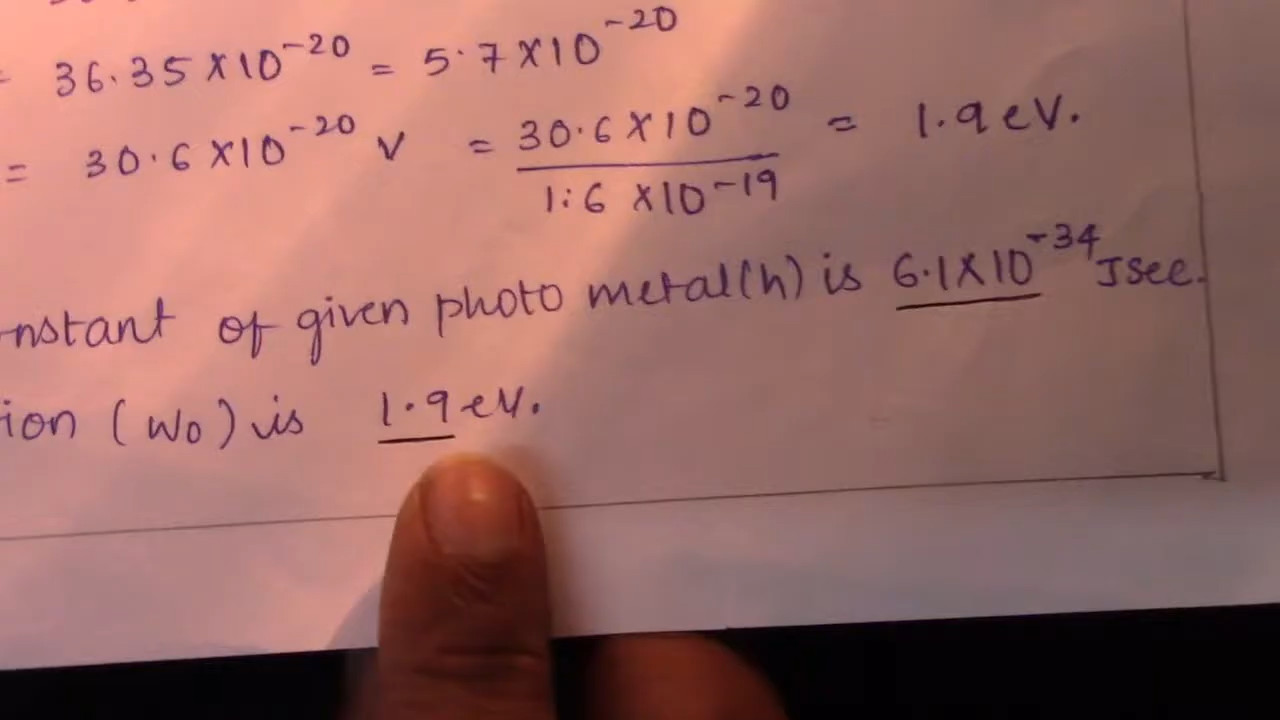 = 36.35 X10⁻²⁰ = 5.7 X10⁻²⁰
= 30.6 X10⁻²⁰ V = 30.6 X10⁻²⁰ / 1.6 X10⁻¹⁹ = 1.9 eV.
nstant of given photo metal(h) is 6.1X10⁻³⁴ Jsec.
ion (W0) is 1.9 eV.